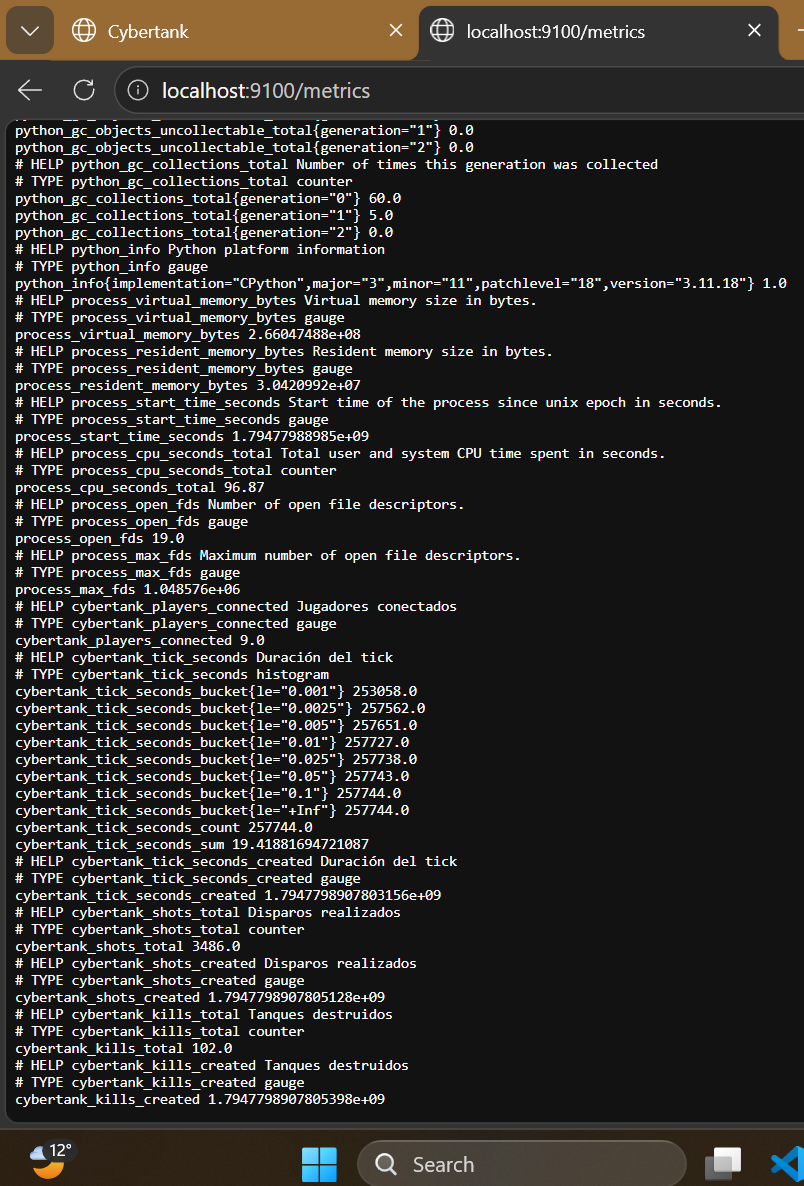 Cybertank
localhost:9100/metrics
localhost:9100/metrics
python_gc_objects_uncollectable_total{generation="1"} 0.0
python_gc_objects_uncollectable_total{generation="2"} 0.0
# HELP python_gc_collections_total Number of times this generation was collected
# TYPE python_gc_collections_total counter
python_gc_collections_total{generation="0"} 60.0
python_gc_collections_total{generation="1"} 5.0
python_gc_collections_total{generation="2"} 0.0
# HELP python_info Python platform information
# TYPE python_info gauge
python_info{implementation="CPython",major="3",minor="11",patchlevel="18",version="3.11.18"} 1.0
# HELP process_virtual_memory_bytes Virtual memory size in bytes.
# TYPE process_virtual_memory_bytes gauge
process_virtual_memory_bytes 2.66047488e+08
# HELP process_resident_memory_bytes Resident memory size in bytes.
# TYPE process_resident_memory_bytes gauge
process_resident_memory_bytes 3.0420992e+07
# HELP process_start_time_seconds Start time of the process since unix epoch in seconds.
# TYPE process_start_time_seconds gauge
process_start_time_seconds 1.79477988985e+09
# HELP process_cpu_seconds_total Total user and system CPU time spent in seconds.
# TYPE process_cpu_seconds_total counter
process_cpu_seconds_total 96.87
# HELP process_open_fds Number of open file descriptors.
# TYPE process_open_fds gauge
process_open_fds 19.0
# HELP process_max_fds Maximum number of open file descriptors.
# TYPE process_max_fds gauge
process_max_fds 1.048576e+06
# HELP cybertank_players_connected Jugadores conectados
# TYPE cybertank_players_connected gauge
cybertank_players_connected 9.0
# HELP cybertank_tick_seconds Duración del tick
# TYPE cybertank_tick_seconds histogram
cybertank_tick_seconds_bucket{le="0.001"} 253058.0
cybertank_tick_seconds_bucket{le="0.0025"} 257562.0
cybertank_tick_seconds_bucket{le="0.005"} 257651.0
cybertank_tick_seconds_bucket{le="0.01"} 257727.0
cybertank_tick_seconds_bucket{le="0.025"} 257738.0
cybertank_tick_seconds_bucket{le="0.05"} 257743.0
cybertank_tick_seconds_bucket{le="0.1"} 257744.0
cybertank_tick_seconds_bucket{le="+Inf"} 257744.0
cybertank_tick_seconds_count 257744.0
cybertank_tick_seconds_sum 19.41881694721087
# HELP cybertank_tick_seconds_created Duración del tick
# TYPE cybertank_tick_seconds_created gauge
cybertank_tick_seconds_created 1.7947798907803156e+09
# HELP cybertank_shots_total Disparos realizados
# TYPE cybertank_shots_total counter
cybertank_shots_total 3486.0
# HELP cybertank_shots_created Disparos realizados
# TYPE cybertank_shots_created gauge
cybertank_shots_created 1.7947798907805128e+09
# HELP cybertank_kills_total Tanques destruidos
# TYPE cybertank_kills_total counter
cybertank_kills_total 102.0
# HELP cybertank_kills_created Tanques destruidos
# TYPE cybertank_kills_created gauge
cybertank_kills_created 1.7947798907805398e+09
12°
Search